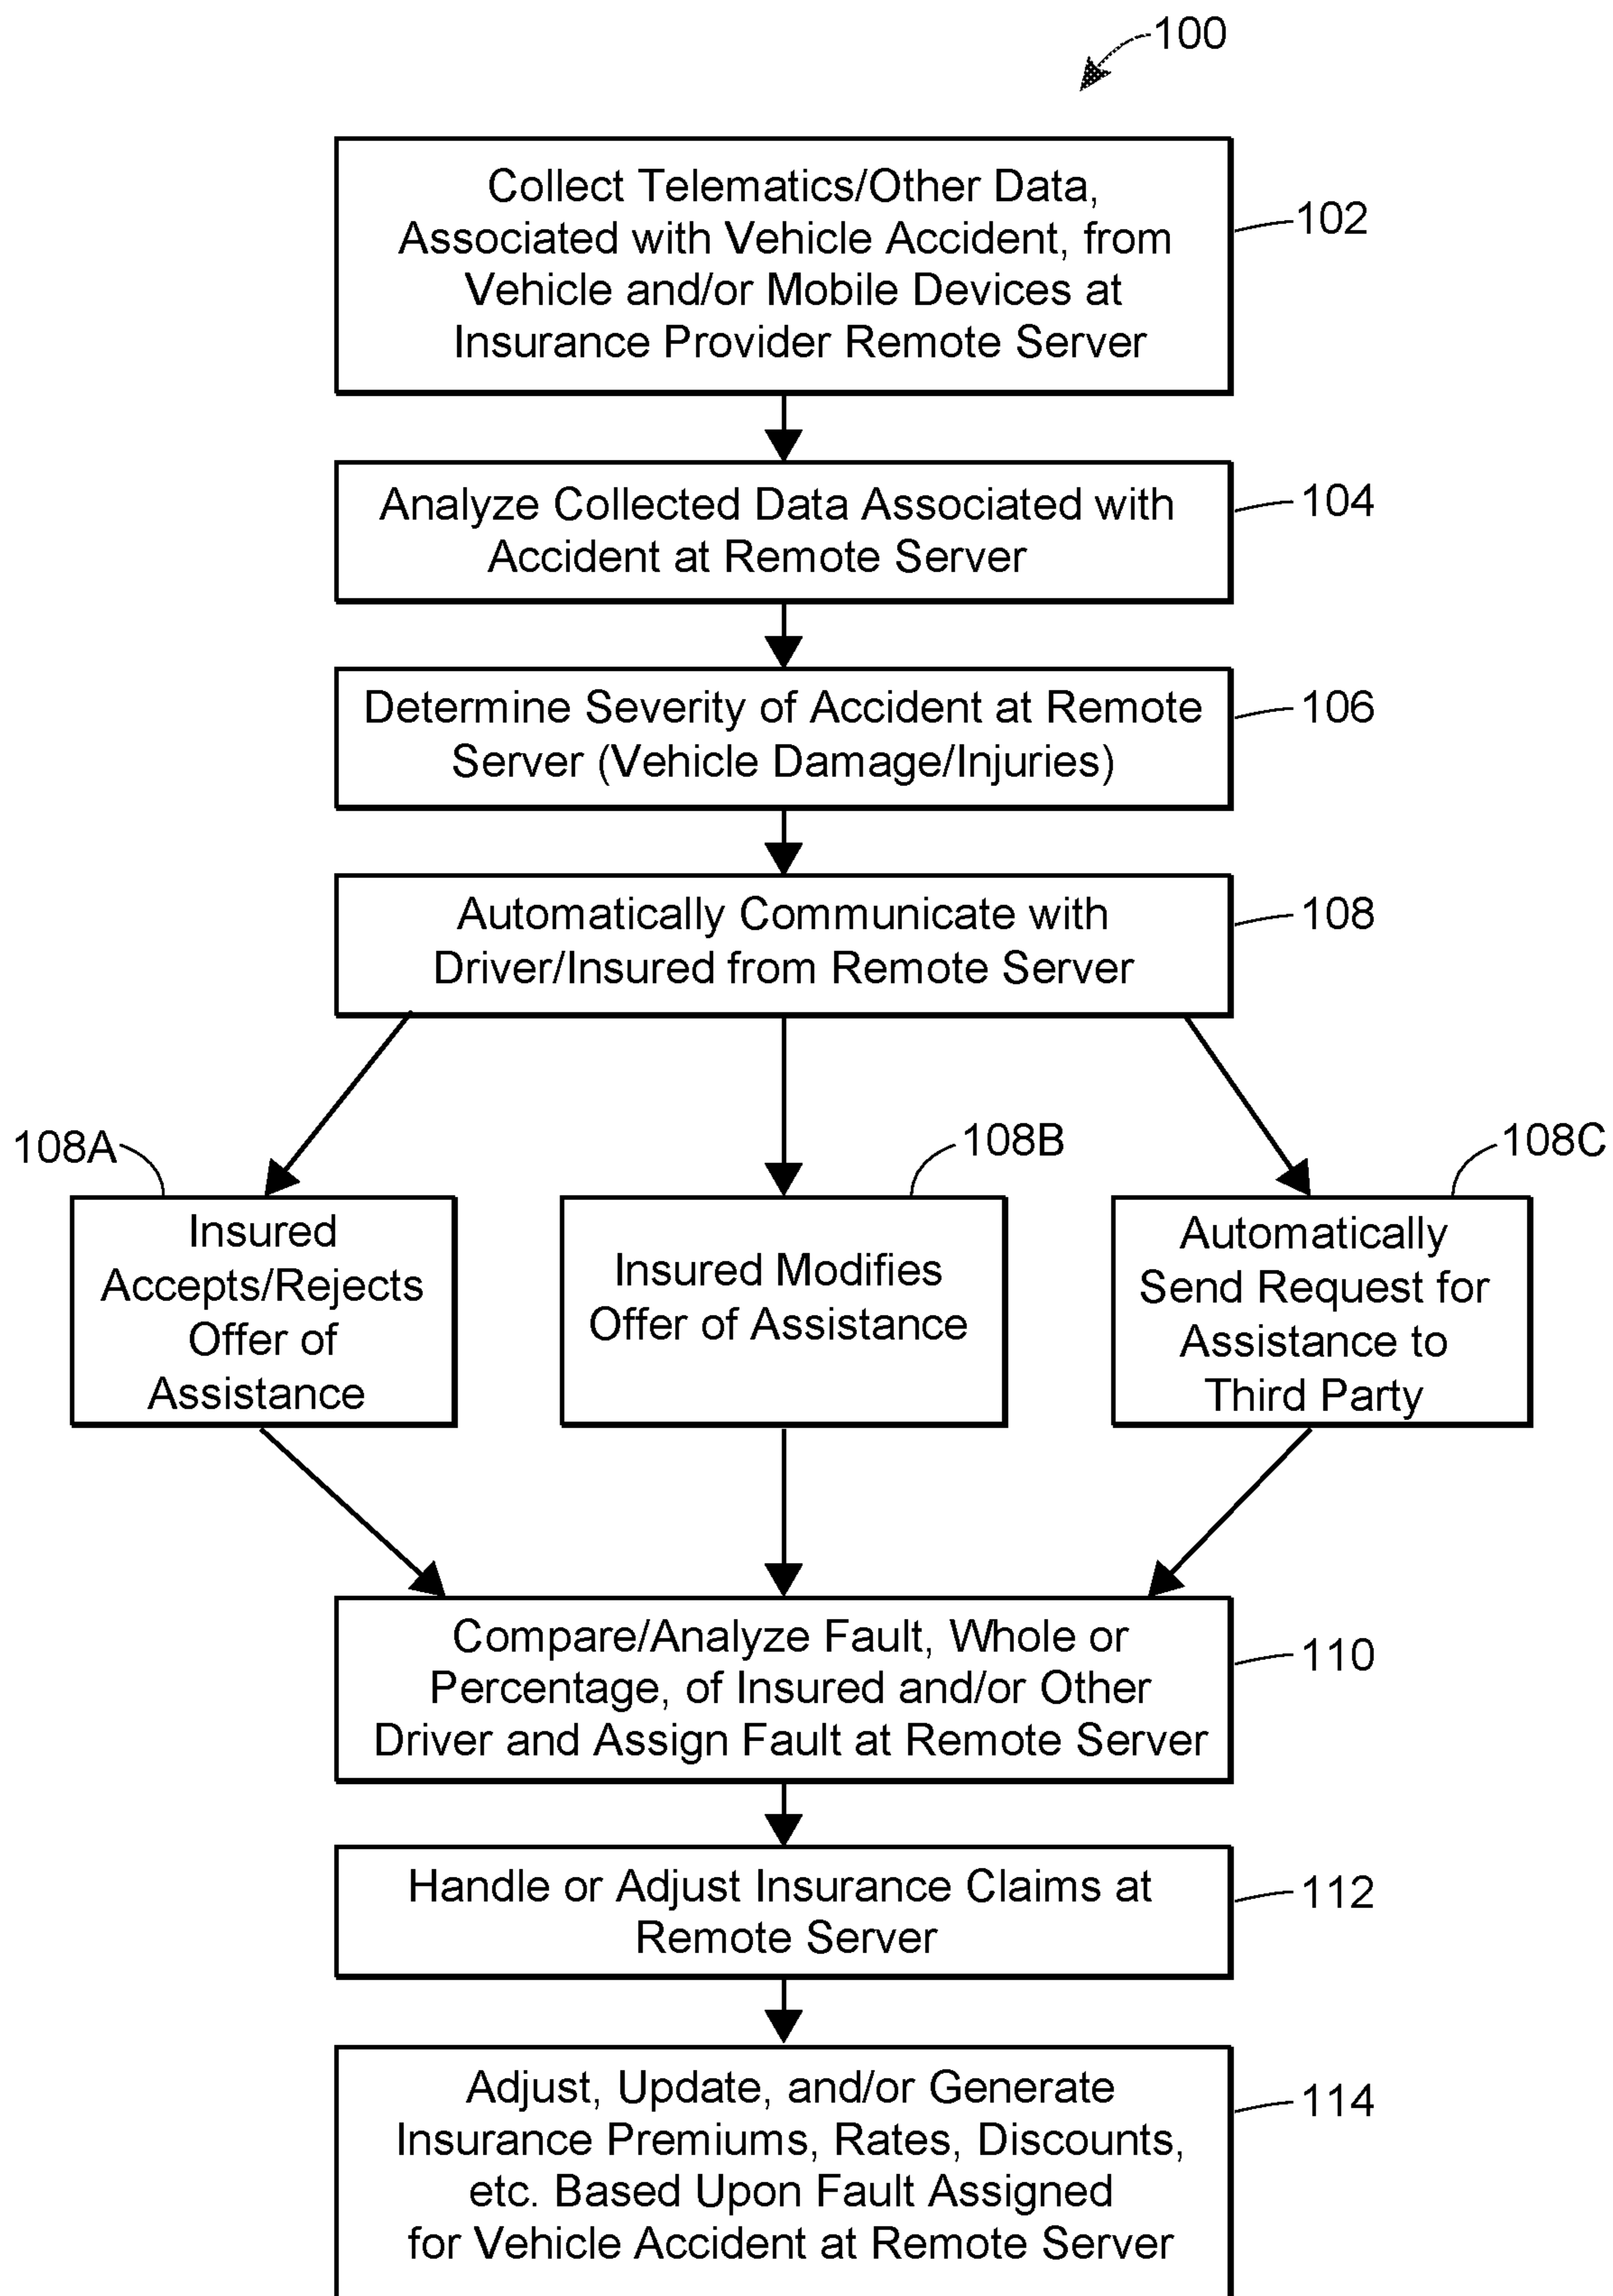 100
Collect Telematics/Other Data,
Associated with Vehicle Accident, from
Vehicle and/or Mobile Devices at
Insurance Provider Remote Server
102
Analyze Collected Data Associated with
Accident at Remote Server
104
Determine Severity of Accident at Remote
Server (Vehicle Damage/Injuries)
106
Automatically Communicate with
Driver/Insured from Remote Server
108
108A
Insured
Accepts/Rejects
Offer of
Assistance
108B
Insured Modifies
Offer of Assistance
108C
Automatically
Send Request for
Assistance to
Third Party
Compare/Analyze Fault, Whole or
Percentage, of Insured and/or Other
Driver and Assign Fault at Remote Server
110
Handle or Adjust Insurance Claims at
Remote Server
112
Adjust, Update, and/or Generate
Insurance Premiums, Rates, Discounts,
etc. Based Upon Fault Assigned
for Vehicle Accident at Remote Server
114